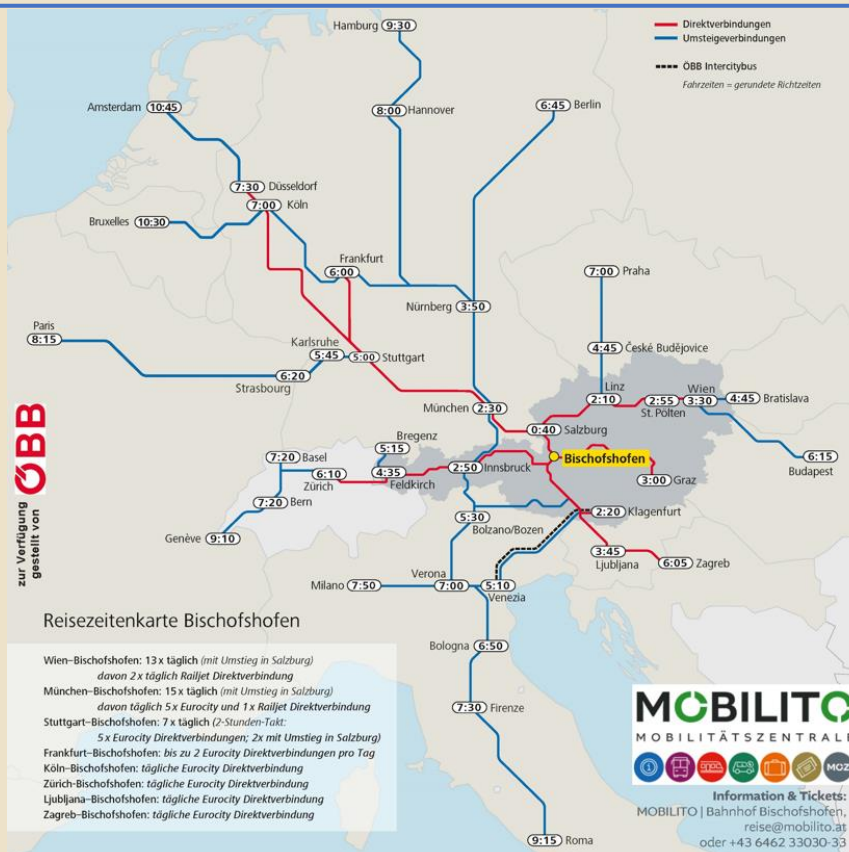 Hamburg 9:30
Direktverbindungen
Umsteigeverbindungen
ÖBB Intercitybus
Fahrzeiten = gerundete Richtzeiten
Amsterdam 10:45
8:00 Hannover
6:45 Berlin
7:30 Düsseldorf
7:00 Köln
Bruxelles 10:30
Frankfurt
6:00
7:00 Praha
Nürnberg 3:50
Paris
8:15
Karlsruhe
5:45
5:00 Stuttgart
4:45 České Budějovice
6:20
Strasbourg
Linz
2:10
2:55
St. Pölten
Wien
3:30
4:45 Bratislava
München 2:30
0:40 Salzburg
Bregenz
5:15
Bischofshofen
6:15
Budapest
7:20 Basel
6:10
Zürich
4:35
Feldkirch
2:50 Innsbruck
3:00
Graz
7:20 Bern
Genève 9:10
5:30
Bolzano/Bozen
2:20 Klagenfurt
3:45
Ljubljana
6:05 Zagreb
Milano 7:50
Verona
7:00
5:10
Venezia
Bologna 6:50
7:30 Firenze
9:15 Roma
zur Verfügung
gestellt von
ÖBB
Reisezeitenkarte Bischofshofen
Wien–Bischofshofen: 13 x täglich (mit Umstieg in Salzburg)
davon 2 x täglich Railjet Direktverbindung
München–Bischofshofen: 15 x täglich (mit Umstieg in Salzburg)
davon täglich 5 x Eurocity und 1 x Railjet Direktverbindung
Stuttgart–Bischofshofen: 7 x täglich (2-Stunden-Takt:
5 x Eurocity Direktverbindungen; 2x mit Umstieg in Salzburg)
Frankfurt–Bischofshofen: bis zu 2 Eurocity Direktverbindungen pro Tag
Köln–Bischofshofen: tägliche Eurocity Direktverbindung
Zürich-Bischofshofen: tägliche Eurocity Direktverbindung
Ljubljana–Bischofshofen: tägliche Eurocity Direktverbindung
Zagreb–Bischofshofen: tägliche Eurocity Direktverbindung
MOBILITO
MOBILITÄTSZENTRALE
MOZ
Information & Tickets:
MOBILITO | Bahnhof Bischofshofen,
reise@mobilito.at
oder +43 6462 33030-33